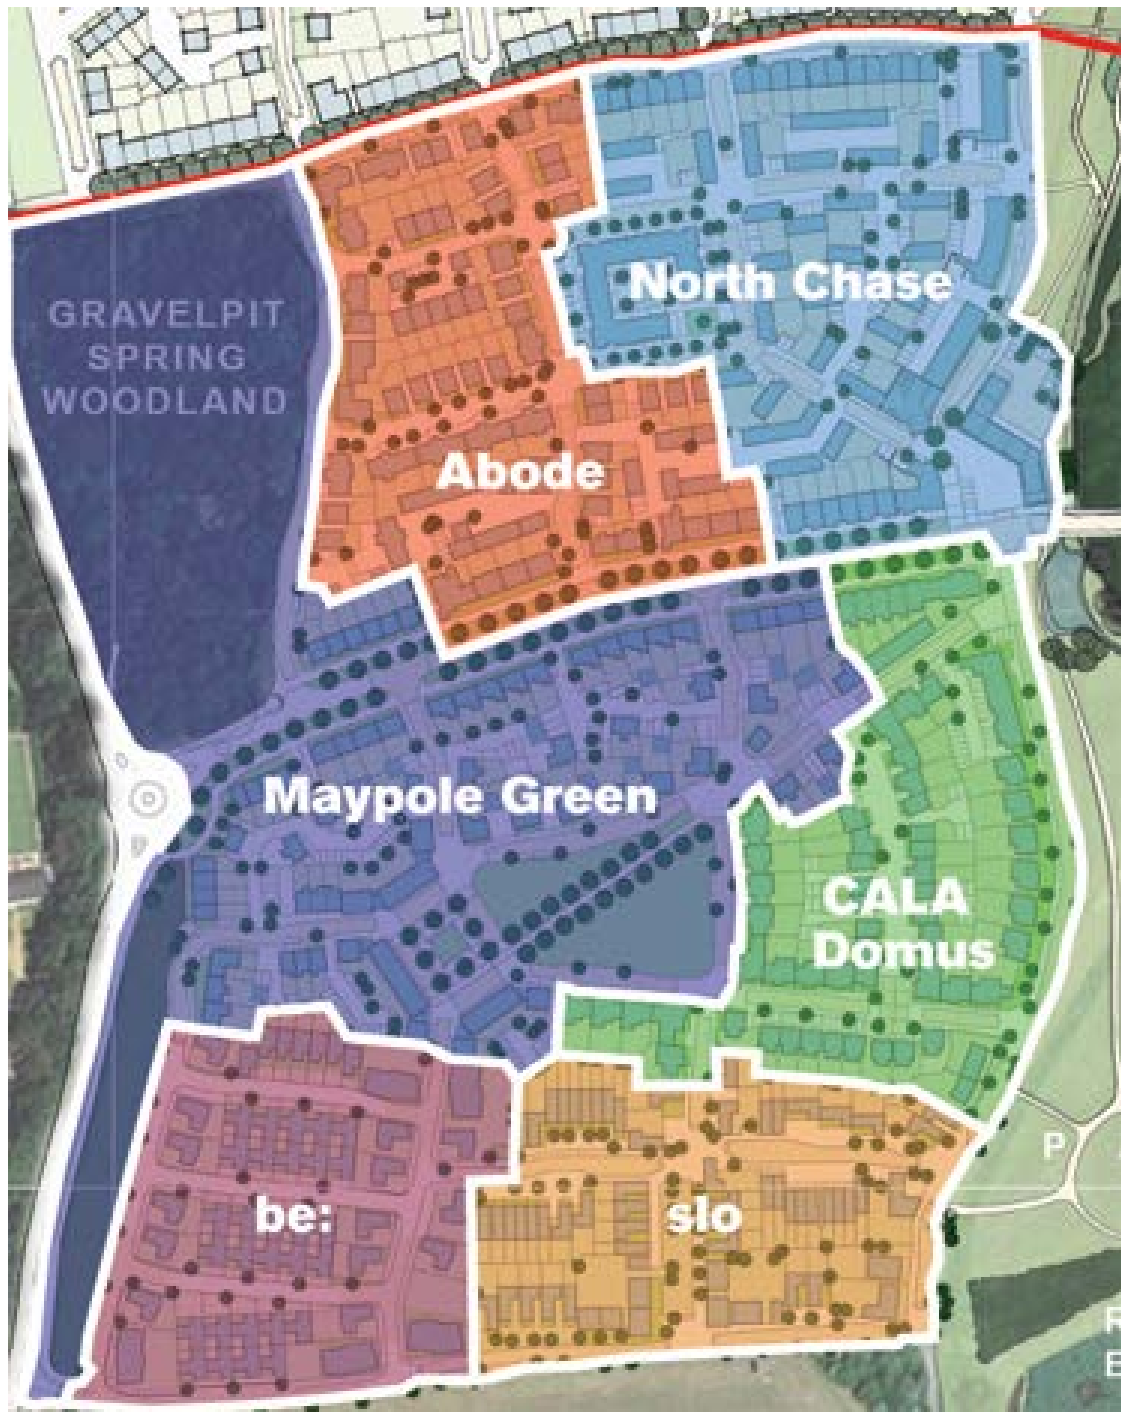 North Chase
GRAVELPIT
SPRING
WOODLAND
Abode
Maypole Green
P
CALA
Domus
P
be:
slo